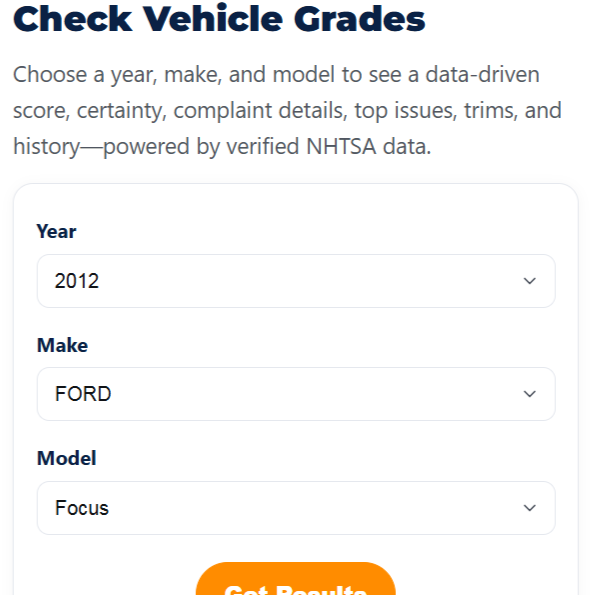 Check Vehicle Grades
Choose a year, make, and model to see a data-driven
score, certainty, complaint details, top issues, trims, and
history—powered by verified NHTSA data.
Year
2012
Make
FORD
Model
Focus
Get Results